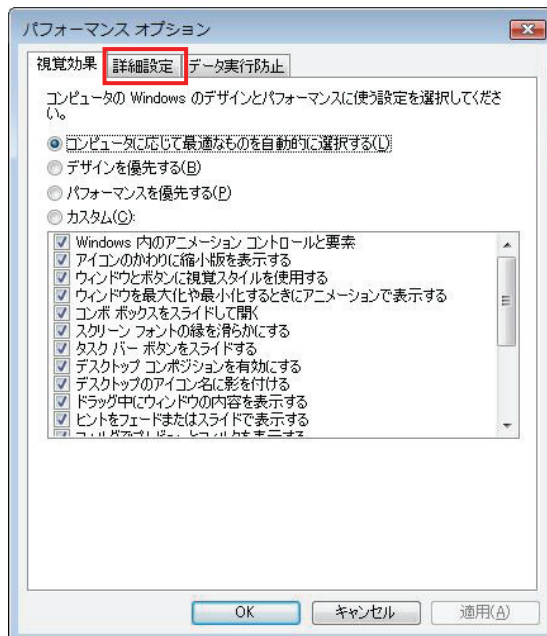 パフォーマンス オプション
視覚効果 詳細設定 データ実行防止
コンピュータの Windows のデザインとパフォーマンスに使う設定を選択してくださ
い。
コンピュータに応じて最適なものを自動的に選択する(L)
デザインを優先する(B)
パフォーマンスを優先する(P)
カスタム(C):
Windows 内のアニメーション コントロールと要素
アイコンのかわりに縮小版を表示する
ウィンドウとボタンに視覚スタイルを使用する
ウィンドウを最大化や最小化するときにアニメーションで表示する
コンボ ボックスをスライドして開く
スクリーン フォントの縁を滑らかにする
タスク バー ボタンをスライドする
デスクトップ コンポジションを有効にする
デスクトップのアイコン名に影を付ける
ドラッグ中にウィンドウの内容を表示する
ヒントをフェードまたはスライドで表示する
OK キャンセル 適用(A)